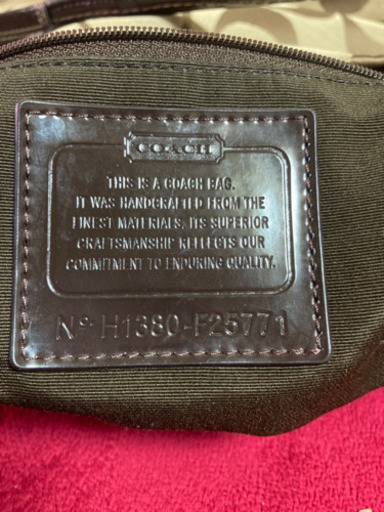 COACH
THIS IS A COACH BAG.
IT WAS HANDCRAFTED FROM THE
FINEST MATERIALS. ITS SUPERIOR
CRAFTSMANSHIP REFLECTS OUR
COMMITMENT TO ENDURING QUALITY.
Nº H1380-F25771